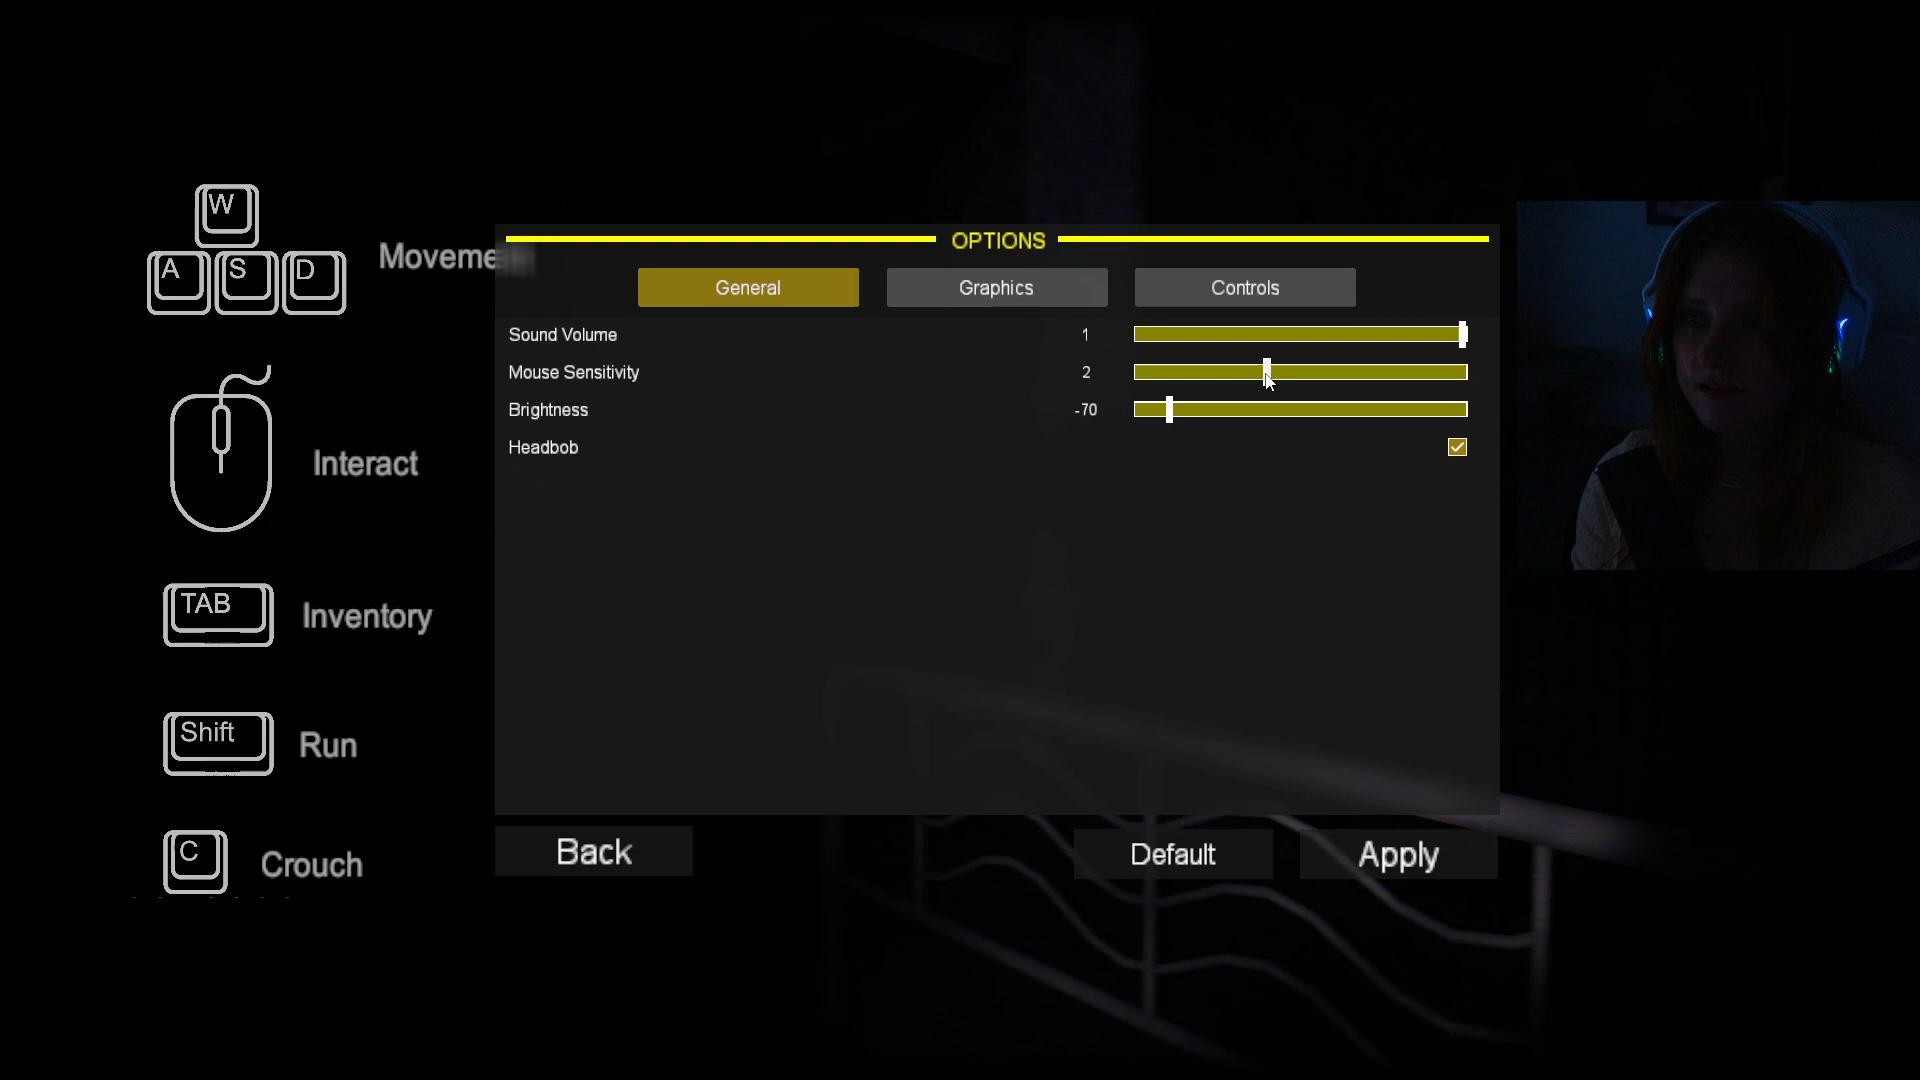 W
A S D
Movement
Interact
TAB
Inventory
Shift
Run
C
Crouch
OPTIONS
General Graphics Controls
Sound Volume 1
Mouse Sensitivity 2
Brightness -70
Headbob
Back Default Apply